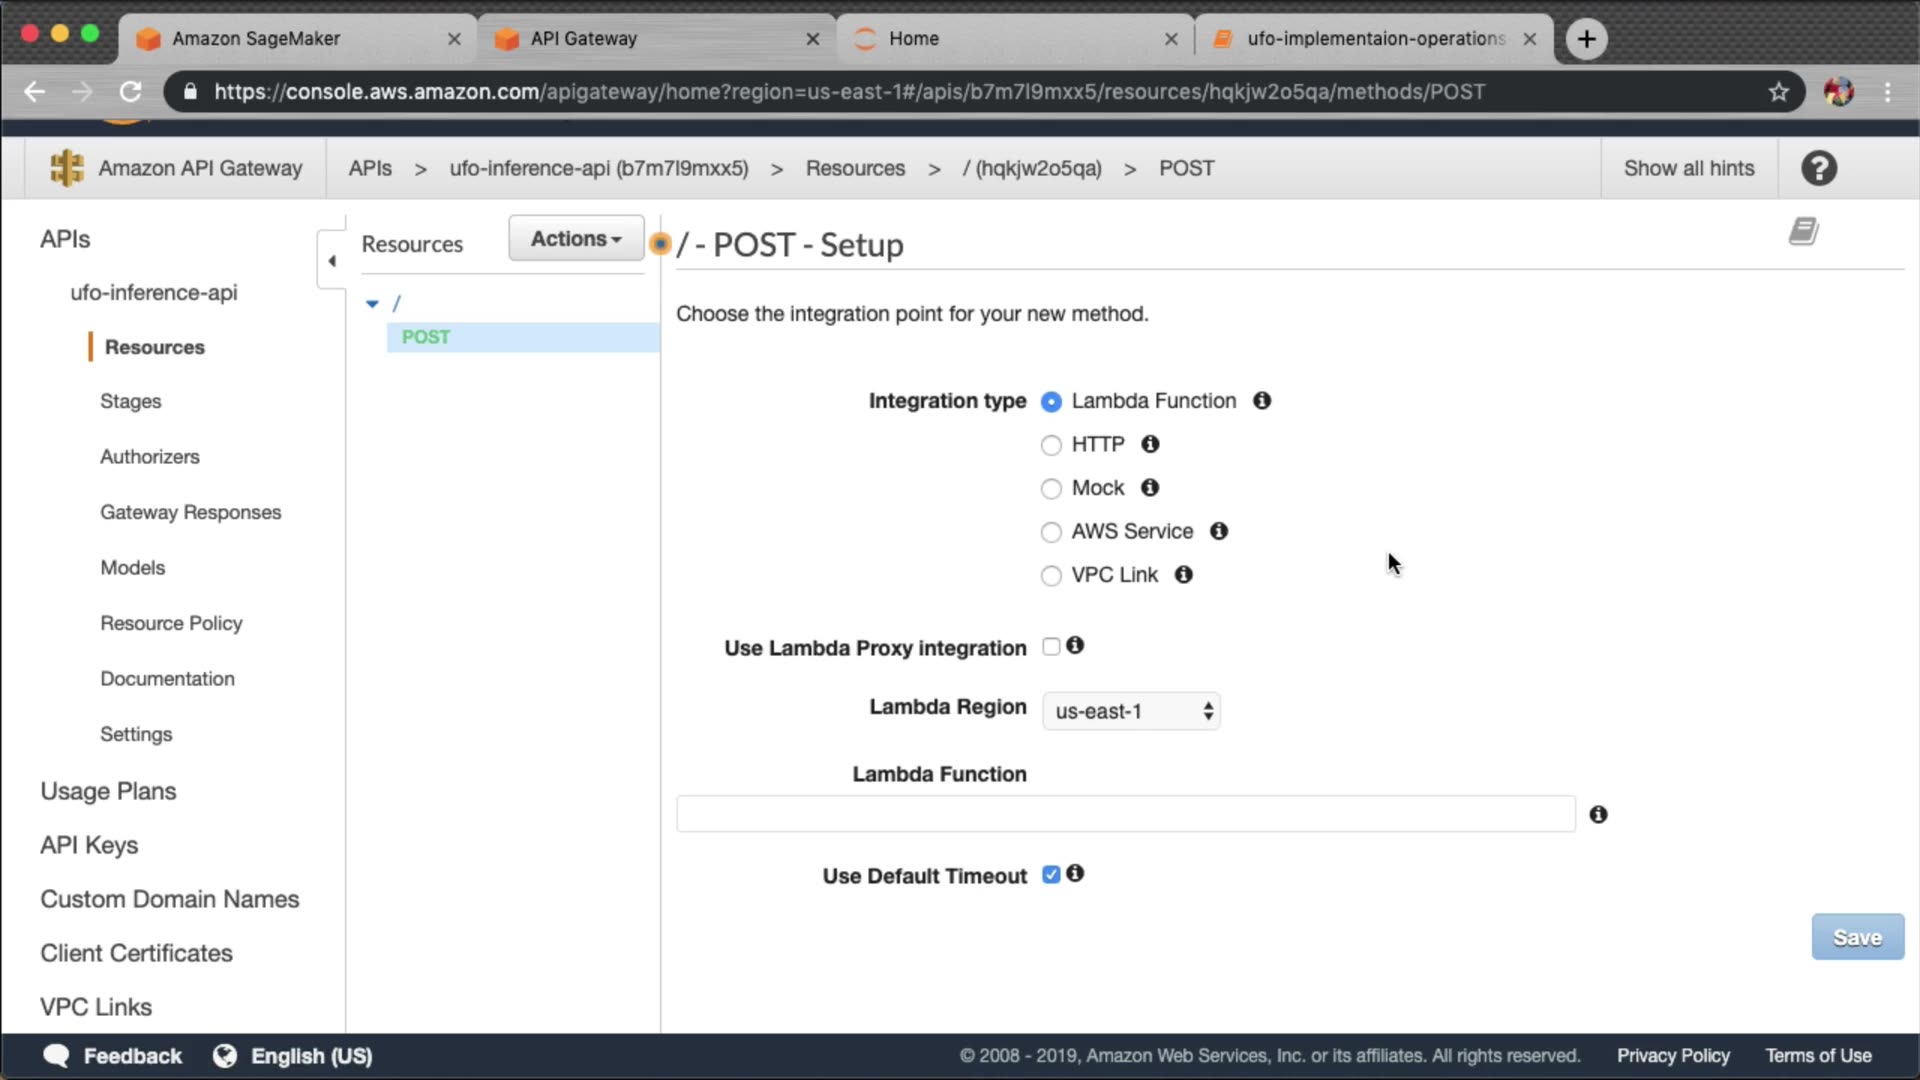 Amazon SageMaker
API Gateway
Home
ufo-implementaion-operations
https://console.aws.amazon.com/apigateway/home?region=us-east-1#/apis/b7m7l9mxx5/resources/hqkjw2o5qa/methods/POST
Amazon API Gateway
APIs > ufo-inference-api (b7m7l9mxx5) > Resources > / (hqkjw2o5qa) > POST
Show all hints
APIs
ufo-inference-api
Resources
Stages
Authorizers
Gateway Responses
Models
Resource Policy
Documentation
Settings
Usage Plans
API Keys
Custom Domain Names
Client Certificates
VPC Links
Resources
Actions
/
POST
/ - POST - Setup
Choose the integration point for your new method.
Integration type
Lambda Function
HTTP
Mock
AWS Service
VPC Link
Use Lambda Proxy integration
Lambda Region
us-east-1
Lambda Function
Use Default Timeout
Save
Feedback
English (US)
© 2008 - 2019, Amazon Web Services, Inc. or its affiliates. All rights reserved.
Privacy Policy
Terms of Use